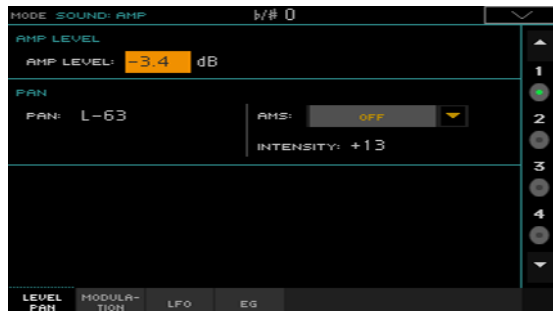 MODE SOUND: AMP ♭/# 0
AMP LEVEL
AMP LEVEL: -3.4 dB
PAN
PAN: L-63
AMS: OFF
INTENSITY: +13
1
2
3
4
LEVEL PAN
MODULA-
TION
LFO
EG